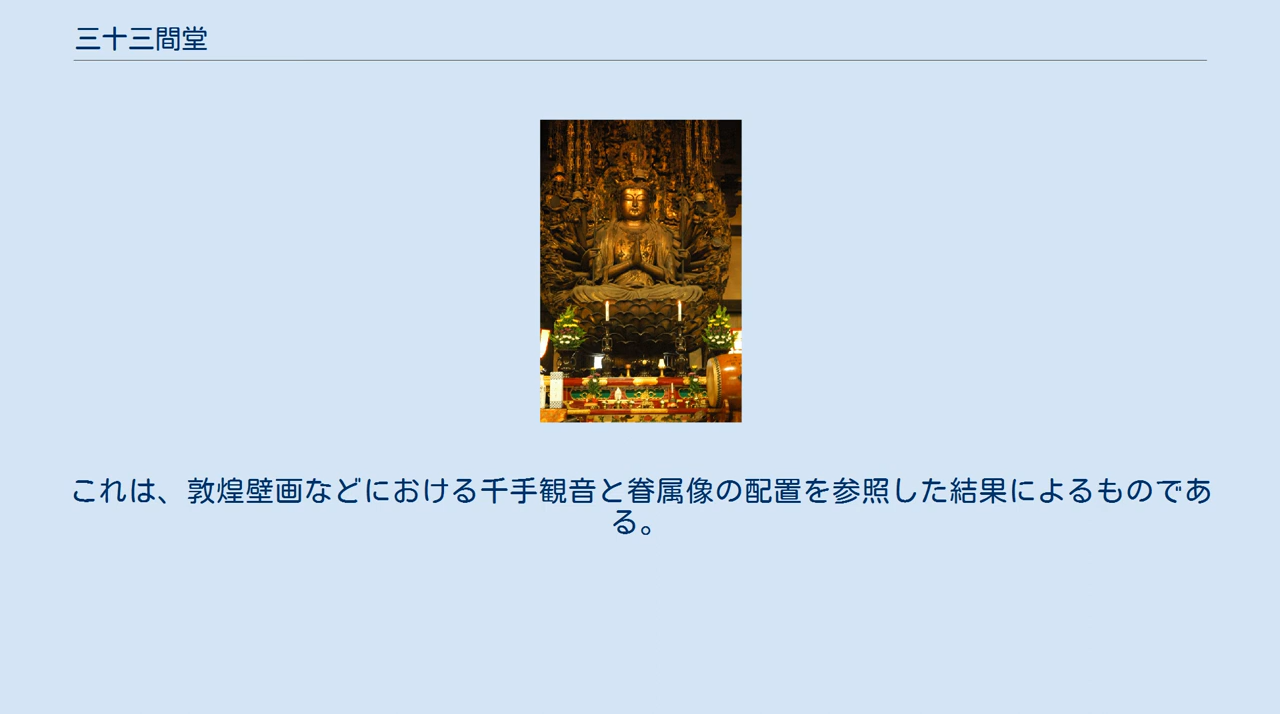 三十三間堂
これは、敦煌壁画などにおける千手観音と眷属像の配置を参照した結果によるものであ
る。